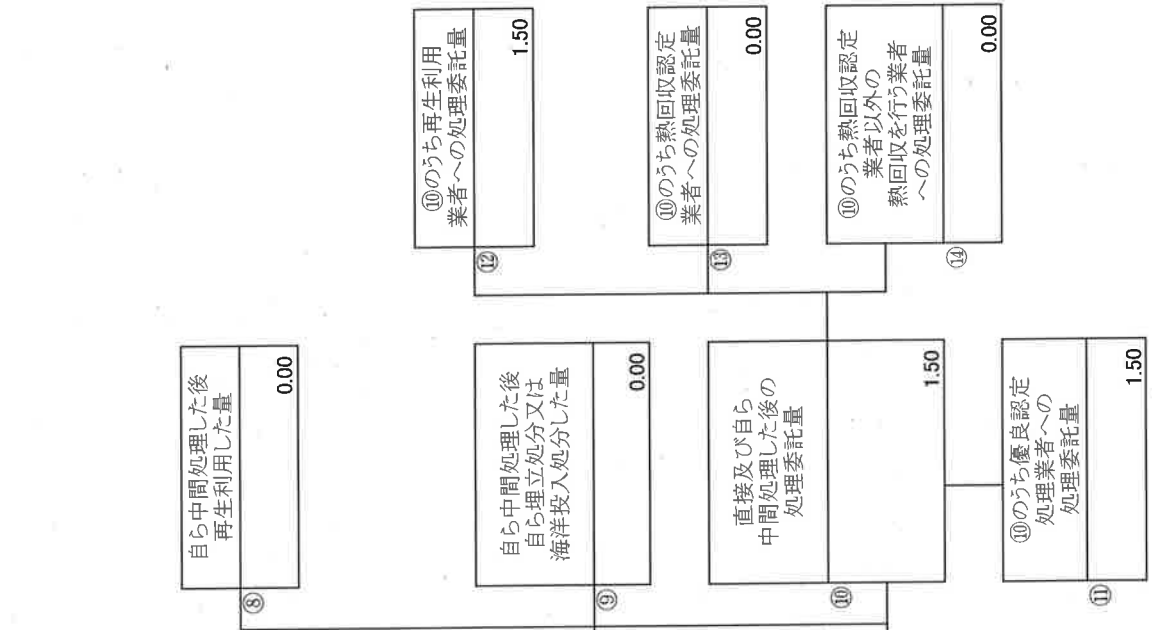 ⑧
自ら中間処理した後
再生利用した量
0.00
⑨
自ら中間処理した後
自ら埋立処分又は
海洋投入処分した量
0.00
⑩
直接及び自ら
中間処理した後の
処理委託量
1.50
⑪
⑩のうち優良認定
処理業者への
処理委託量
1.50
⑫
⑩のうち再生利用
業者への処理委託量
1.50
⑬
⑩のうち熱回収認定
業者への処理委託量
0.00
⑭
⑩のうち熱回収認定
業者以外の
熱回収を行う業者
への処理委託量
0.00